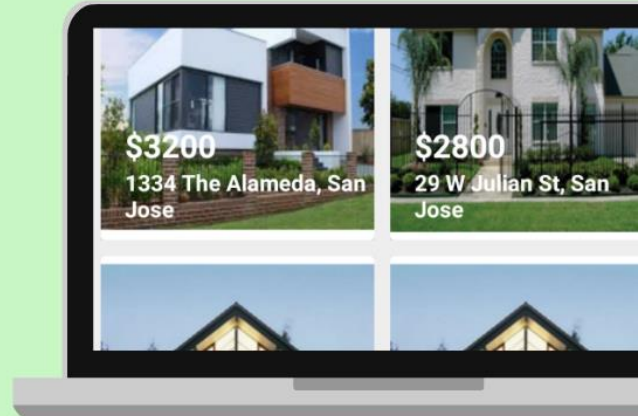 $3200
1334 The Alameda, San
Jose
$2800
29 W Julian St, San
Jose